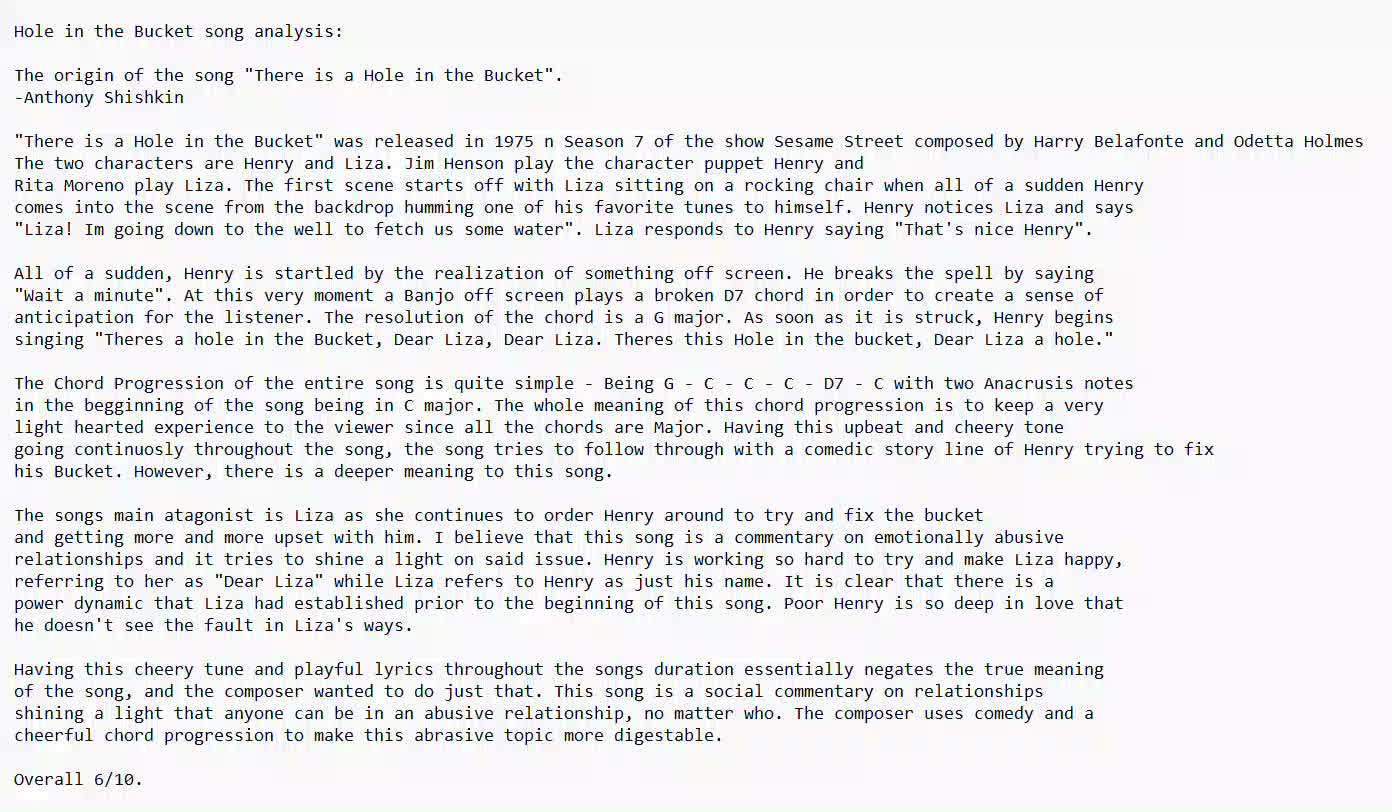 Hole in the Bucket song analysis:
The origin of the song "There is a Hole in the Bucket".
-Anthony Shishkin
"There is a Hole in the Bucket" was released in 1975 n Season 7 of the show Sesame Street composed by Harry Belafonte and Odetta Holmes
The two characters are Henry and Liza. Jim Henson play the character puppet Henry and
Rita Moreno play Liza. The first scene starts off with Liza sitting on a rocking chair when all of a sudden Henry
comes into the scene from the backdrop humming one of his favorite tunes to himself. Henry notices Liza and says
"Liza! Im going down to the well to fetch us some water". Liza responds to Henry saying "That's nice Henry".
All of a sudden, Henry is startled by the realization of something off screen. He breaks the spell by saying
"Wait a minute". At this very moment a Banjo off screen plays a broken D7 chord in order to create a sense of
anticipation for the listener. The resolution of the chord is a G major. As soon as it is struck, Henry begins
singing "Theres a hole in the Bucket, Dear Liza, Dear Liza. Theres this Hole in the bucket, Dear Liza a hole."
The Chord Progression of the entire song is quite simple - Being G - C - C - C - D7 - C with two Anacrusis notes
in the begginning of the song being in C major. The whole meaning of this chord progression is to keep a very
light hearted experience to the viewer since all the chords are Major. Having this upbeat and cheery tone
going continuosly throughout the song, the song tries to follow through with a comedic story line of Henry trying to fix
his Bucket. However, there is a deeper meaning to this song.
The songs main atagonist is Liza as she continues to order Henry around to try and fix the bucket
and getting more and more upset with him. I believe that this song is a commentary on emotionally abusive
relationships and it tries to shine a light on said issue. Henry is working so hard to try and make Liza happy,
referring to her as "Dear Liza" while Liza refers to Henry as just his name. It is clear that there is a
power dynamic that Liza had established prior to the beginning of this song. Poor Henry is so deep in love that
he doesn't see the fault in Liza's ways.
Having this cheery tune and playful lyrics throughout the songs duration essentially negates the true meaning
of the song, and the composer wanted to do just that. This song is a social commentary on relationships
shining a light that anyone can be in an abusive relationship, no matter who. The composer uses comedy and a
cheerful chord progression to make this abrasive topic more digestable.
Overall 6/10.